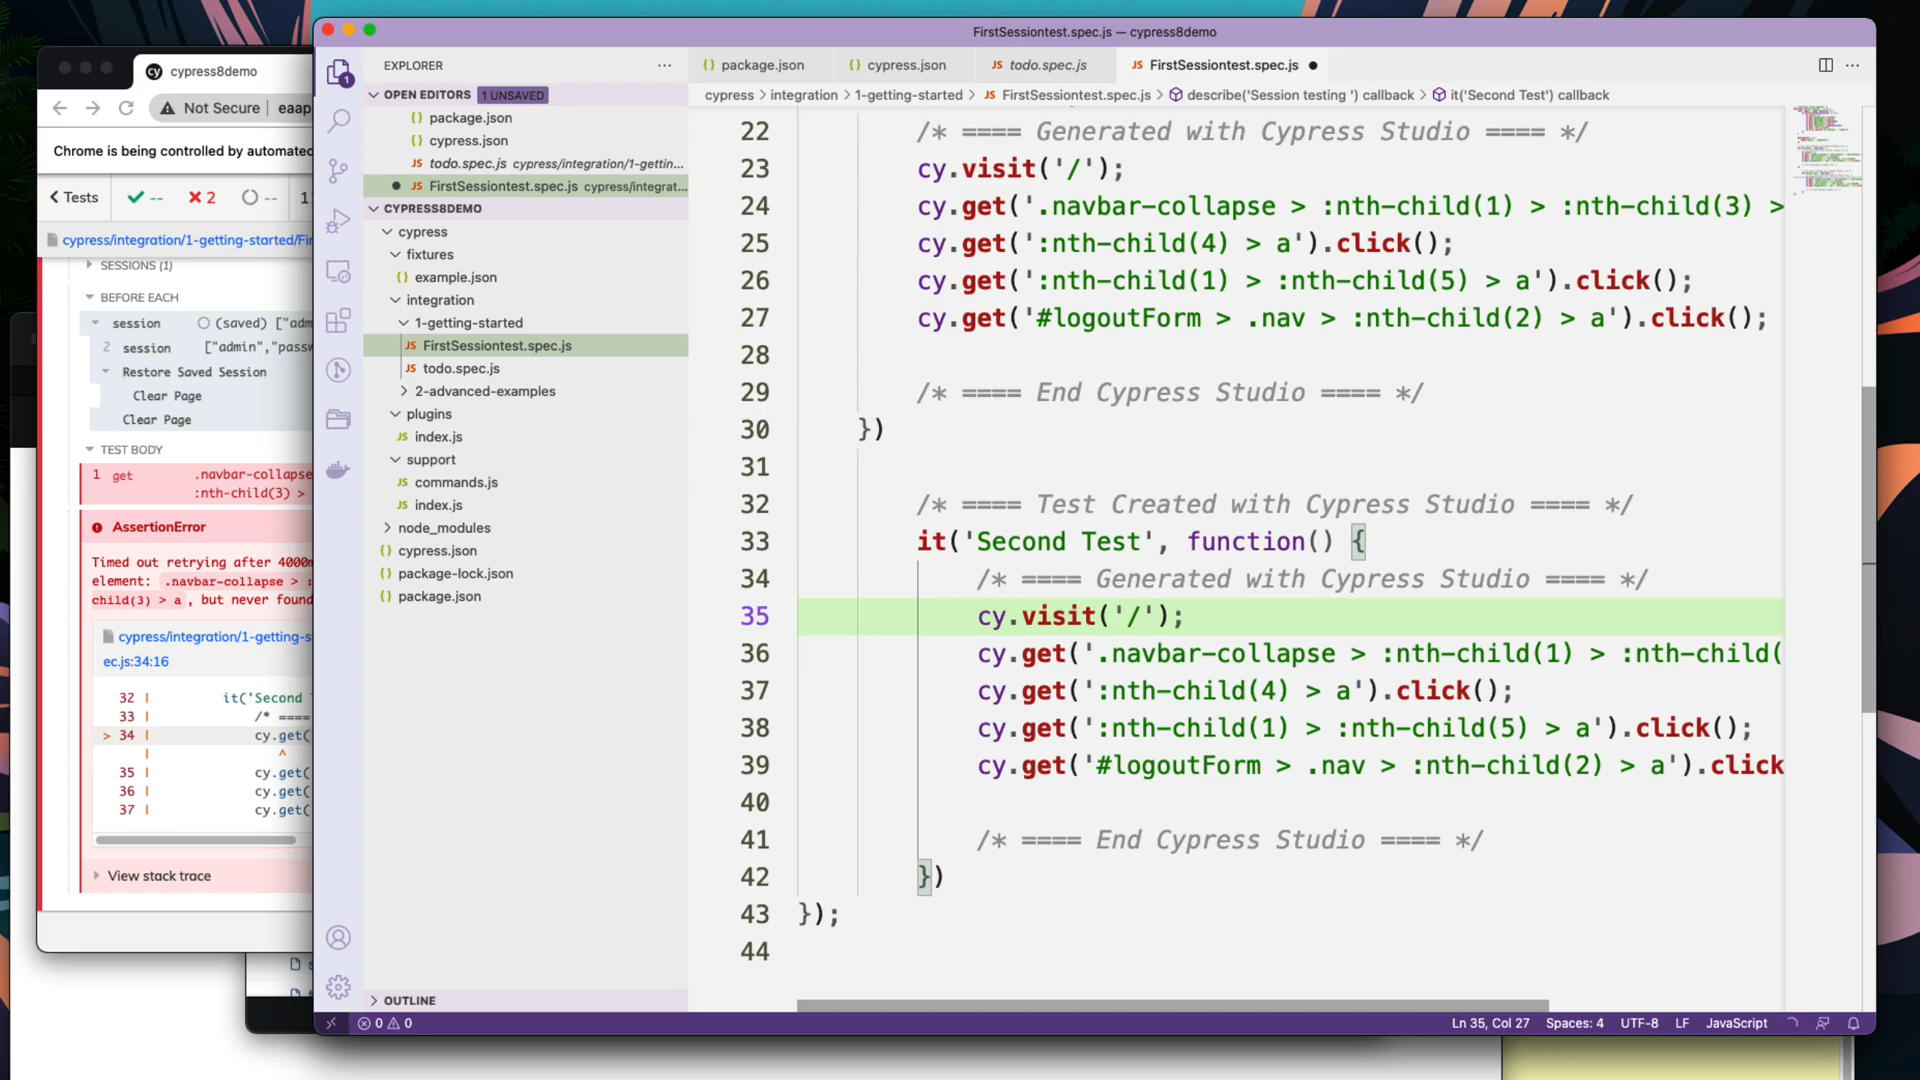 FirstSessiontest.spec.js — cypress8demo
cypress8demo
Not Secure
eaap
Chrome is being controlled by automated
Tests
--
2
--
cypress/integration/1-getting-started/Fir
SESSIONS (1)
BEFORE EACH
session (saved) ["adm
2 session ["admin","passw
Restore Saved Session
Clear Page
Clear Page
TEST BODY
1 get .navbar-collapse
:nth-child(3) >
AssertionError
Timed out retrying after 4000m
element: .navbar-collapse > :
child(3) > a , but never found
cypress/integration/1-getting-s
ec.js:34:16
32 | it('Second
33 | /* ====
> 34 | cy.get(
| ^
35 | cy.get(
36 | cy.get(
37 | cy.get(
View stack trace
EXPLORER
1
OPEN EDITORS 1 UNSAVED
{} package.json
{} cypress.json
JS todo.spec.js cypress/integration/1-gettin...
● JS FirstSessiontest.spec.js cypress/integrat...
CYPRESS8DEMO
cypress
fixtures
{} example.json
integration
1-getting-started
JS FirstSessiontest.spec.js
JS todo.spec.js
2-advanced-examples
plugins
JS index.js
support
JS commands.js
JS index.js
node_modules
{} cypress.json
{} package-lock.json
{} package.json
OUTLINE
{} package.json
{} cypress.json
JS todo.spec.js
JS FirstSessiontest.spec.js ●
cypress > integration > 1-getting-started > JS FirstSessiontest.spec.js > describe('Session testing ') callback > it('Second Test') callback
22 /* ==== Generated with Cypress Studio ==== */
23 cy.visit('/');
24 cy.get('.navbar-collapse > :nth-child(1) > :nth-child(3) >
25 cy.get(':nth-child(4) > a').click();
26 cy.get(':nth-child(1) > :nth-child(5) > a').click();
27 cy.get('#logoutForm > .nav > :nth-child(2) > a').click();
28
29 /* ==== End Cypress Studio ==== */
30 })
31
32 /* ==== Test Created with Cypress Studio ==== */
33 it('Second Test', function() {
34 /* ==== Generated with Cypress Studio ==== */
35 cy.visit('/');
36 cy.get('.navbar-collapse > :nth-child(1) > :nth-child(
37 cy.get(':nth-child(4) > a').click();
38 cy.get(':nth-child(1) > :nth-child(5) > a').click();
39 cy.get('#logoutForm > .nav > :nth-child(2) > a').click
40
41 /* ==== End Cypress Studio ==== */
42 })
43 });
44
0 0
Ln 35, Col 27
Spaces: 4
UTF-8
LF
JavaScript